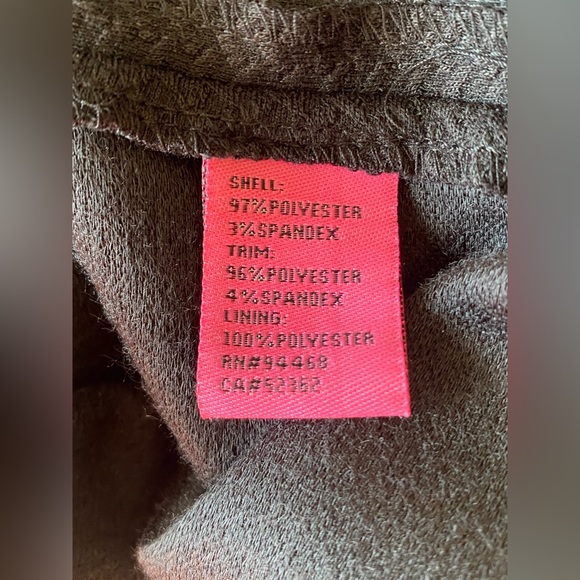 SHELL:
97%POLYESTER
3%SPANDEX
TRIM:
96%POLYESTER
4%SPANDEX
LINING:
100%POLYESTER
RN#94468
CA#52362